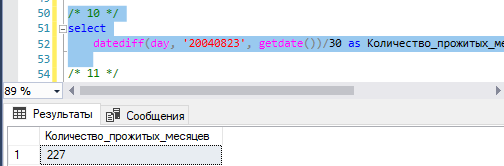 50 /* 10 */
51 select
52 datediff(day, '20040823', getdate())/30 as Количество_прожитых_ме
53
54 /* 11 */
89 %
Результаты Сообщения
Количество_прожитых_месяцев
1 227